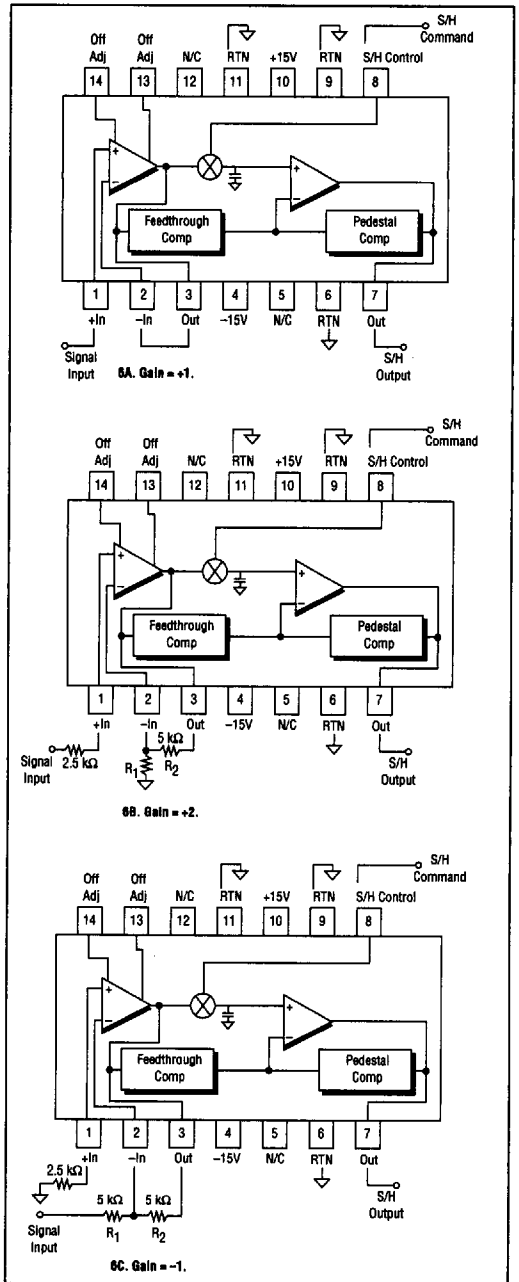 S/H
Command
Off Off
Adj Adj N/C RTN +15V RTN S/H Control
14 13 12 11 10 9 8
+ +
− −
Feedthrough Pedestal
Comp Comp
1 2 3 4 5 6 7
+In −In Out −15V N/C RTN Out
Signal S/H
Input Output
6A. Gain = +1.
S/H
Command
Off Off
Adj Adj N/C RTN +15V RTN S/H Control
14 13 12 11 10 9 8
+ +
− −
Feedthrough Pedestal
Comp Comp
1 2 3 4 5 6 7
+In −In Out −15V N/C RTN Out
5 kΩ
Signal R1 R2 S/H
Input 2.5 kΩ Output
6B. Gain = +2.
S/H
Command
Off Off
Adj Adj N/C RTN +15V RTN S/H Control
14 13 12 11 10 9 8
+ +
− −
Feedthrough Pedestal
Comp Comp
1 2 3 4 5 6 7
+In −In Out −15V N/C RTN Out
2.5 kΩ
5 kΩ 5 kΩ
Signal R1 R2 S/H
Input Output
6C. Gain = −1.